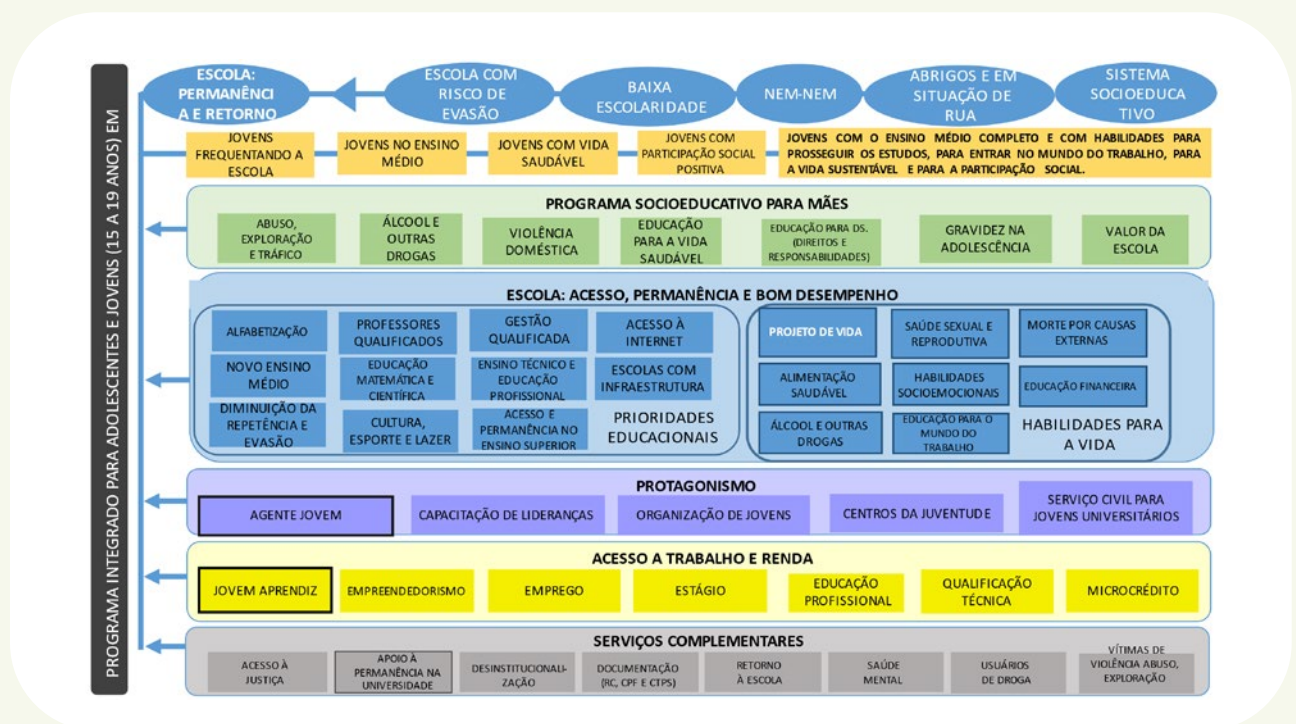 PROGRAMA INTEGRADO PARA ADOLESCENTES E JOVENS (15 A 19 ANOS) EM
ESCOLA:
PERMANÊNCI
A E RETORNO
ESCOLA COM
RISCO DE
EVASÃO
BAIXA
ESCOLARIDADE
NEM-NEM
ABRIGOS E EM
SITUAÇÃO DE
RUA
SISTEMA
SOCIOEDUCA
TIVO
JOVENS
FREQUENTANDO A
ESCOLA
JOVENS NO ENSINO
MÉDIO
JOVENS COM VIDA
SAUDÁVEL
JOVENS COM
PARTICIPAÇÃO SOCIAL
POSITIVA
JOVENS COM O ENSINO MÉDIO COMPLETO E COM HABILIDADES PARA
PROSSEGUIR OS ESTUDOS, PARA ENTRAR NO MUNDO DO TRABALHO, PARA
A VIDA SUSTENTÁVEL E PARA A PARTICIPAÇÃO SOCIAL.
PROGRAMA SOCIOEDUCATIVO PARA MÃES
ABUSO,
EXPLORAÇÃO
E TRÁFICO
ÁLCOOL E
OUTRAS
DROGAS
VIOLÊNCIA
DOMÉSTICA
EDUCAÇÃO
PARA A VIDA
SAUDÁVEL
EDUCAÇÃO PARA DS.
(DIREITOS E
RESPONSABILIDADES)
GRAVIDEZ NA
ADOLESCÊNCIA
VALOR DA
ESCOLA
ESCOLA: ACESSO, PERMANÊNCIA E BOM DESEMPENHO
ALFABETIZAÇÃO
PROFESSORES
QUALIFICADOS
GESTÃO
QUALIFICADA
ACESSO À
INTERNET
NOVO ENSINO
MÉDIO
EDUCAÇÃO
MATEMÁTICA E
CIENTÍFICA
ENSINO TÉCNICO E
EDUCAÇÃO
PROFISSIONAL
ESCOLAS COM
INFRAESTRUTURA
DIMINUIÇÃO DA
REPETÊNCIA E
EVASÃO
CULTURA,
ESPORTE E LAZER
ACESSO E
PERMANÊNCIA NO
ENSINO SUPERIOR
PRIORIDADES
EDUCACIONAIS
PROJETO DE VIDA
SAÚDE SEXUAL E
REPRODUTIVA
MORTE POR CAUSAS
EXTERNAS
ALIMENTAÇÃO
SAUDÁVEL
HABILIDADES
SOCIOEMOCIONAIS
EDUCAÇÃO FINANCEIRA
ÁLCOOL E OUTRAS
DROGAS
EDUCAÇÃO PARA O
MUNDO DO
TRABALHO
HABILIDADES PARA
A VIDA
PROTAGONISMO
AGENTE JOVEM
CAPACITAÇÃO DE LIDERANÇAS
ORGANIZAÇÃO DE JOVENS
CENTROS DA JUVENTUDE
SERVIÇO CIVIL PARA
JOVENS UNIVERSITÁRIOS
ACESSO A TRABALHO E RENDA
JOVEM APRENDIZ
EMPREENDEDORISMO
EMPREGO
ESTÁGIO
EDUCAÇÃO
PROFISSIONAL
QUALIFICAÇÃO
TÉCNICA
MICROCRÉDITO
SERVIÇOS COMPLEMENTARES
ACESSO À
JUSTIÇA
APOIO À
PERMANÊNCIA NA
UNIVERSIDADE
DESINSTITUCIONALI-
ZAÇÃO
DOCUMENTAÇÃO
(RC, CPF E CTPS)
RETORNO
À ESCOLA
SAÚDE
MENTAL
USUÁRIOS
DE DROGA
VÍTIMAS DE
VIOLÊNCIA ABUSO,
EXPLORAÇÃO